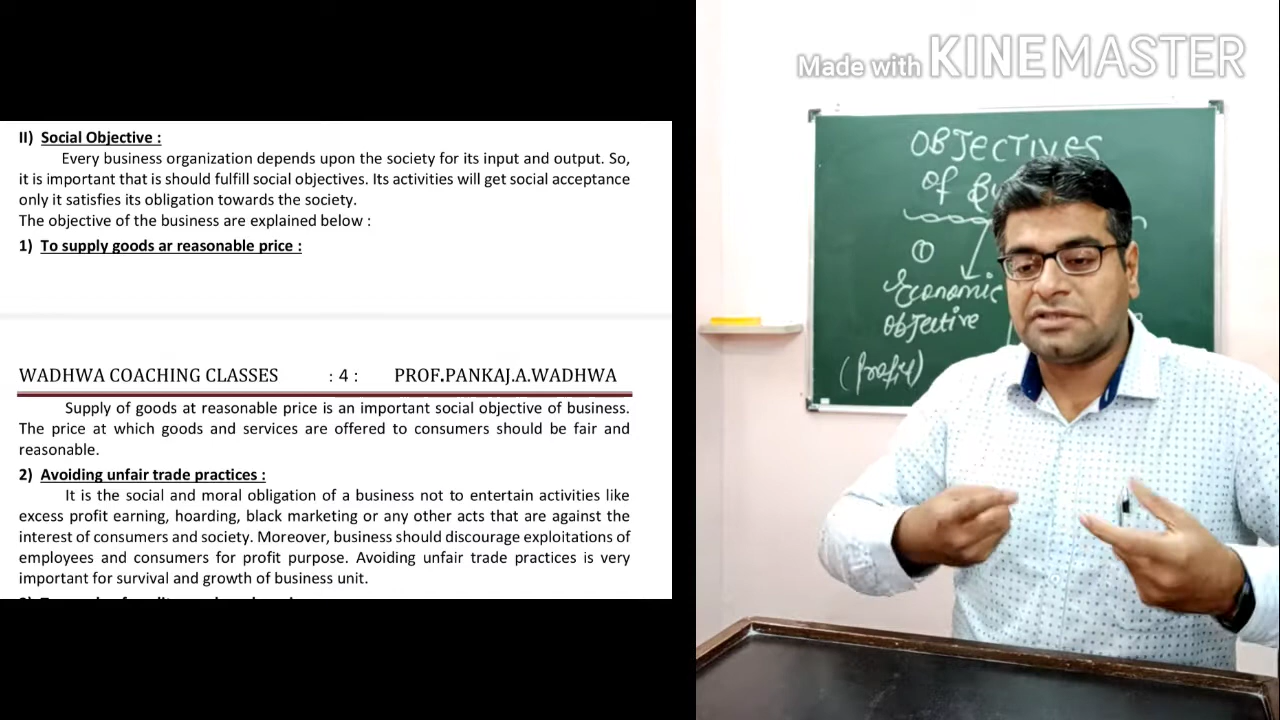 II) Social Objective :
Every business organization depends upon the society for its input and output. So,
it is important that is should fulfill social objectives. Its activities will get social acceptance
only it satisfies its obligation towards the society.
The objective of the business are explained below :
1) To supply goods ar reasonable price :
WADHWA COACHING CLASSES : 4 : PROF.PANKAJ.A.WADHWA
Supply of goods at reasonable price is an important social objective of business.
The price at which goods and services are offered to consumers should be fair and
reasonable.
2) Avoiding unfair trade practices :
It is the social and moral obligation of a business not to entertain activities like
excess profit earning, hoarding, black marketing or any other acts that are against the
interest of consumers and society. Moreover, business should discourage exploitations of
employees and consumers for profit purpose. Avoiding unfair trade practices is very
important for survival and growth of business unit.
Made with KINEMASTER
OBJECTIVES
of
1
Economic
Objective
(Profit)